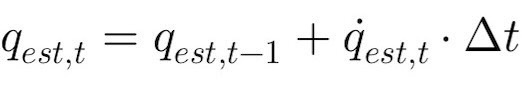 q_{est,t} = q_{est,t-1} + \dot{q}_{est,t} \cdot \Delta t